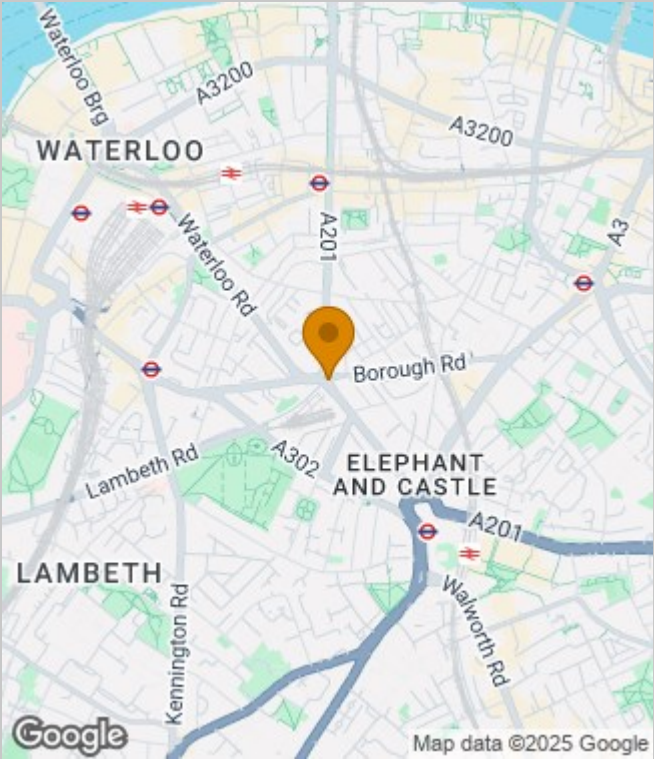 Waterloo Brg
A3200
A3200
WATERLOO
A201
A3
Waterloo Rd
Borough Rd
Lambeth Rd
A302
ELEPHANT
AND CASTLE
A201
LAMBETH
Kennington Rd
Walworth Rd
Google
Map data ©2025 Google